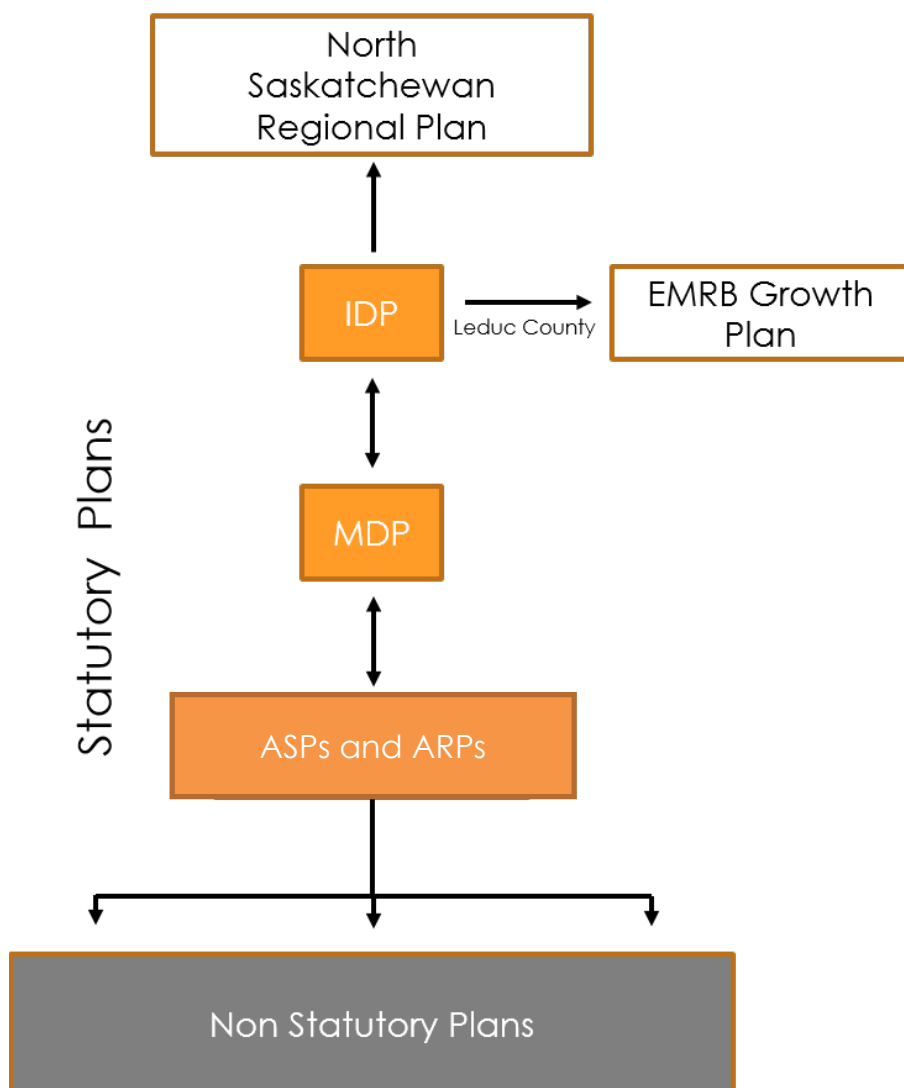 North
Saskatchewan
Regional Plan
IDP
Leduc County
EMRB Growth
Plan
MDP
Statutory Plans
ASPs and ARPs
Non Statutory Plans